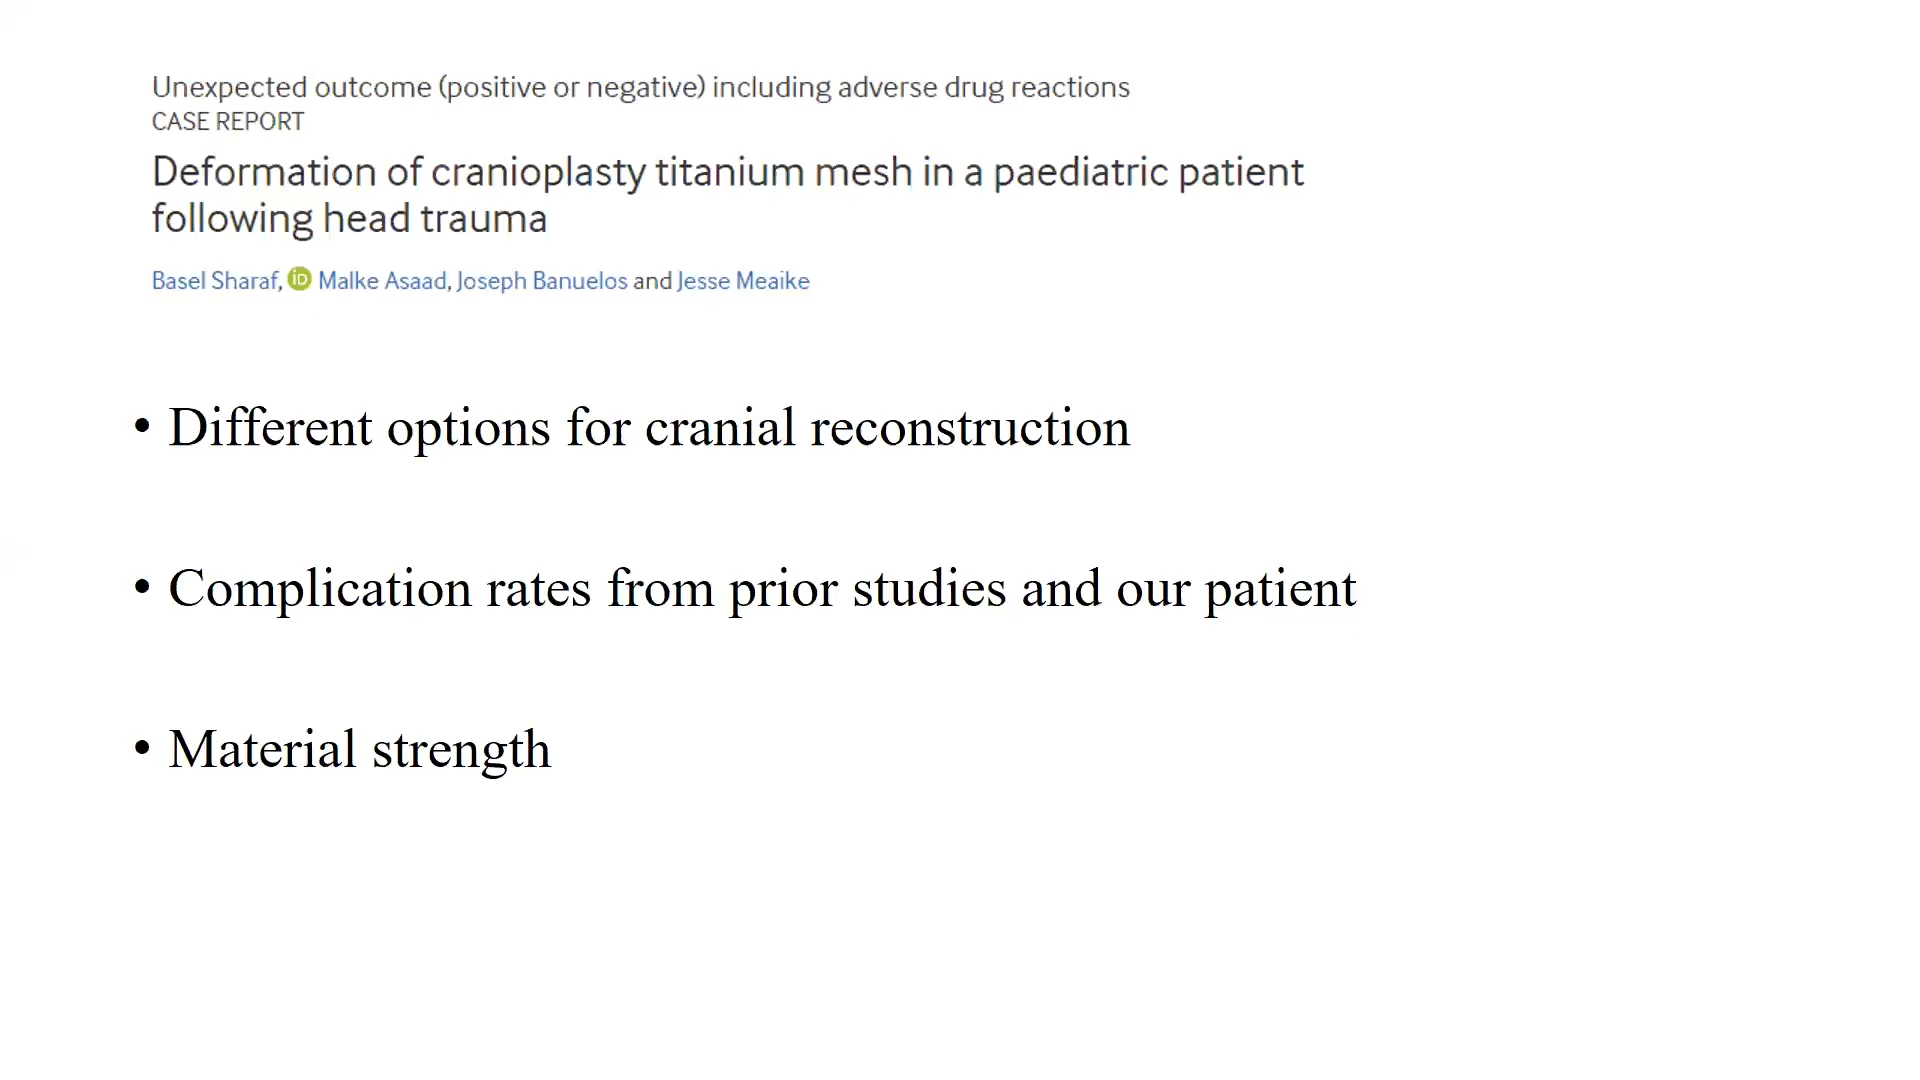 Unexpected outcome (positive or negative) including adverse drug reactions
CASE REPORT
Deformation of cranioplasty titanium mesh in a paediatric patient
following head trauma
Basel Sharaf, iD Malke Asaad, Joseph Banuelos and Jesse Meaike
• Different options for cranial reconstruction
• Complication rates from prior studies and our patient
• Material strength